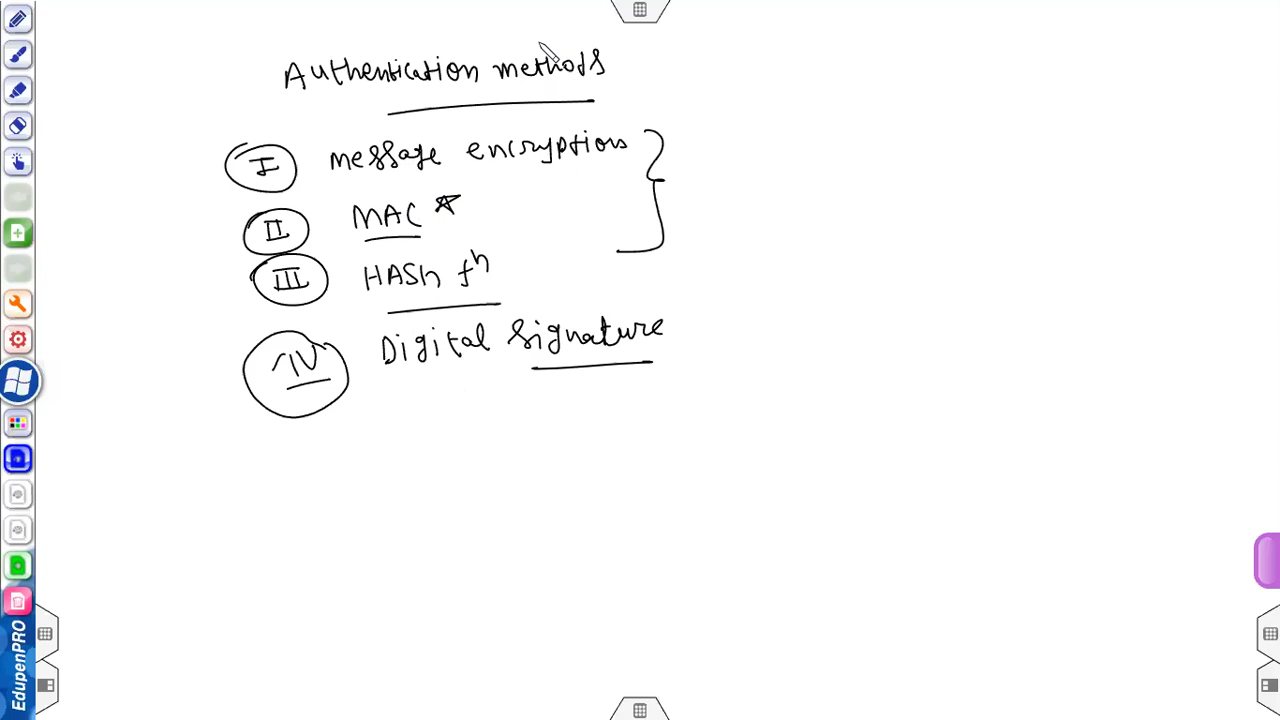 Authentication methods
I message encryption
II MAC *
III HASh fn
IV Digital Signature
EdupenPRO